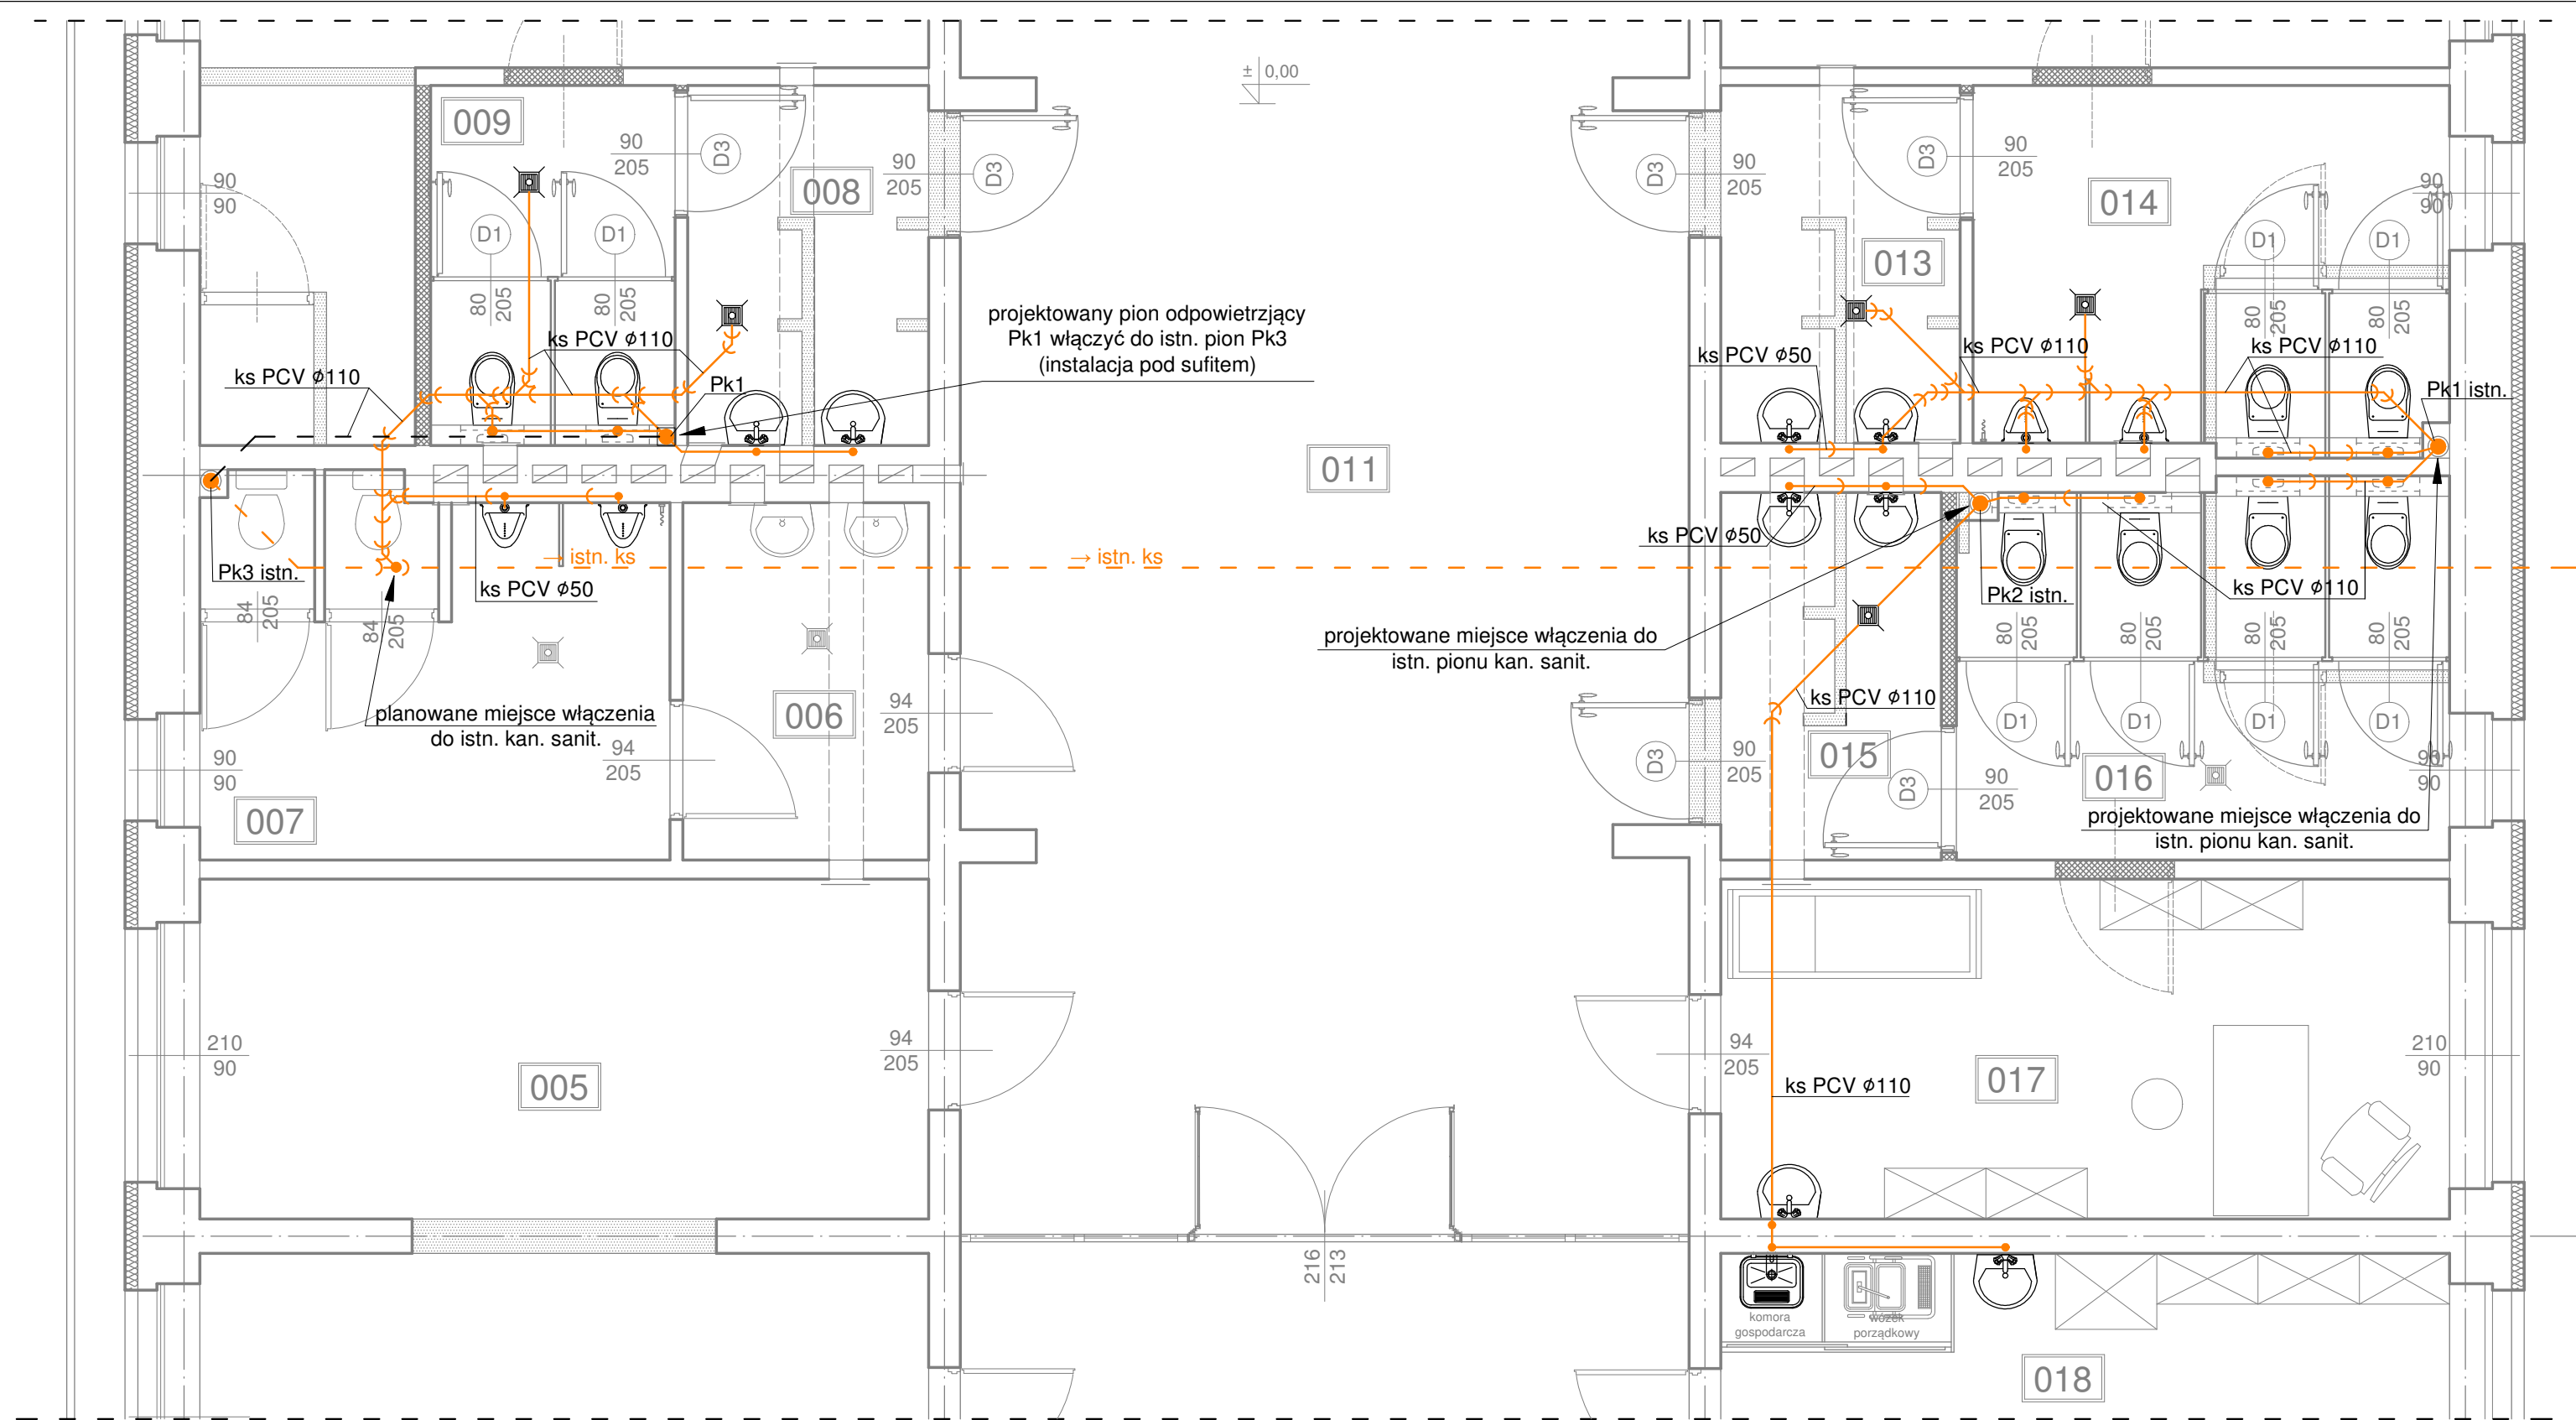 ± 0,00
009
90
205
D3
008
90
205
D3
D3
90
205
D3
90
205
014
90
90
90
90
D1
D1
013
D1
D1
80
205
80
205
80
205
80
205
projektowany pion odpowietrzjący
Pk1 włączyć do istn. pion Pk3
(instalacja pod sufitem)
ks PCV ϕ110
ks PCV ϕ110
Pk1
ks PCV ϕ50
ks PCV ϕ110
ks PCV ϕ110
Pk1 istn.
011
ks PCV ϕ50
→ istn. ks
→ istn. ks
Pk3 istn.
ks PCV ϕ50
Pk2 istn.
ks PCV ϕ110
84
205
84
205
projektowane miejsce włączenia do
istn. pionu kan. sanit.
80
205
80
205
80
205
80
205
planowane miejsce włączenia
do istn. kan. sanit.
006
94
205
94
205
ks PCV ϕ110
D1
D1
D1
D1
90
90
007
D3
90
205
015
D3
90
205
016
90
90
projektowane miejsce włączenia do
istn. pionu kan. sanit.
210
90
005
94
205
94
205
ks PCV ϕ110
017
210
90
216
213
komora
gospodarcza
wózek
porządkowy
018